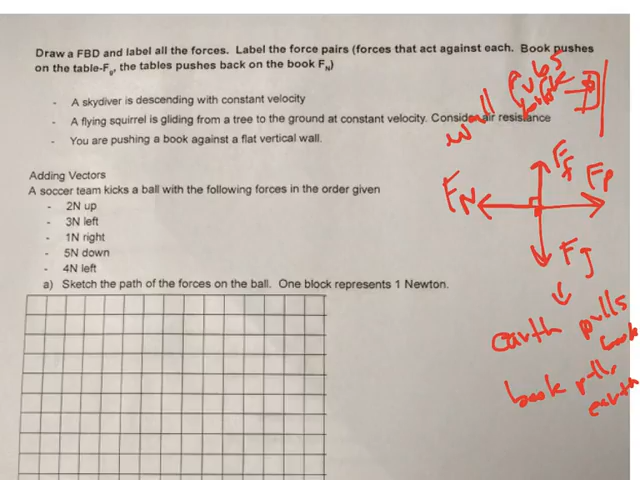 Draw a FBD and label all the forces. Label the force pairs (forces that act against each. Book pushes
on the table-Fg, the tables pushes back on the book FN)
- A skydiver is descending with constant velocity
- A flying squirrel is gliding from a tree to the ground at constant velocity. Consider air resistance
- You are pushing a book against a flat vertical wall.
wall rubs
book
Ff
FP
FN
Fg
earth pulls
book
book pulls
earth
Adding Vectors
A soccer team kicks a ball with the following forces in the order given
- 2N up
- 3N left
- 1N right
- 5N down
- 4N left
a) Sketch the path of the forces on the ball. One block represents 1 Newton.